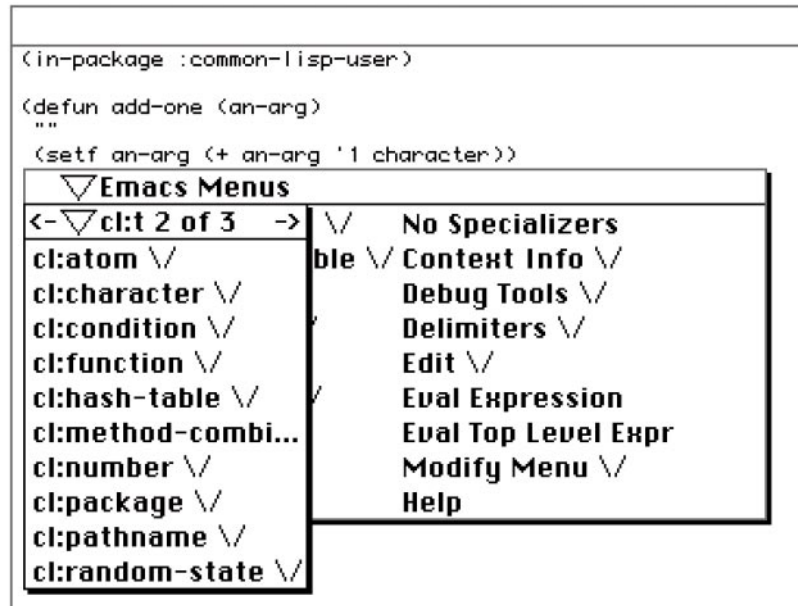 (in-package :common-lisp-user)
(defun add-one (an-arg)
""
(setf an-arg (+ an-arg '1 character))
▽Emacs Menus
<-▽cl:t 2 of 3 ->
cl:atom \/
cl:character \/
cl:condition \/
cl:function \/
cl:hash-table \/
cl:method-combi...
cl:number \/
cl:package \/
cl:pathname \/
cl:random-state \/
\/ No Specializers
ble \/ Context Info \/
Debug Tools \/
Delimiters \/
Edit \/
Eval Expression
Eval Top Level Expr
Modify Menu \/
Help